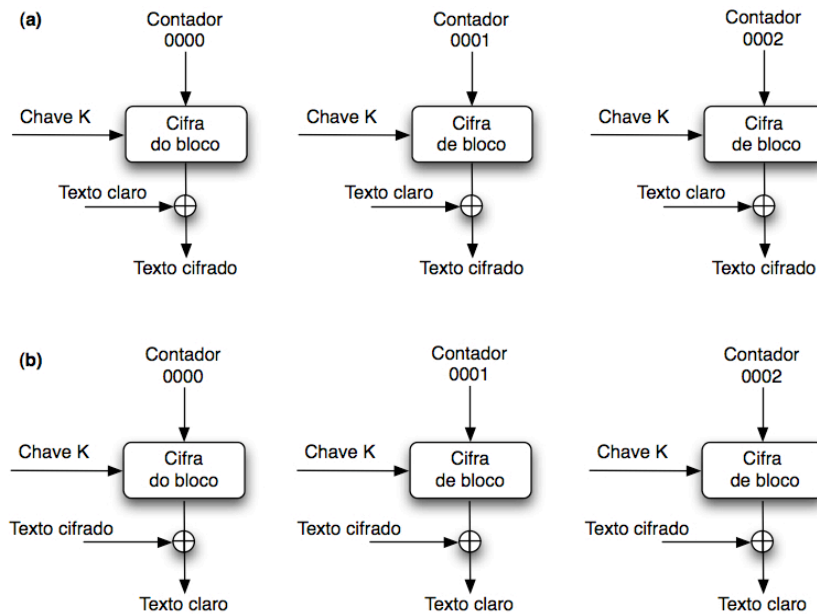 (a)
Contador
0000
Contador
0001
Contador
0002
Chave K
Cifra
do bloco
Chave K
Cifra
de bloco
Chave K
Cifra
de bloco
Texto claro
Texto claro
Texto claro
Texto cifrado
Texto cifrado
Texto cifrado
(b)
Contador
0000
Contador
0001
Contador
0002
Chave K
Cifra
do bloco
Chave K
Cifra
de bloco
Chave K
Cifra
de bloco
Texto cifrado
Texto cifrado
Texto cifrado
Texto claro
Texto claro
Texto claro